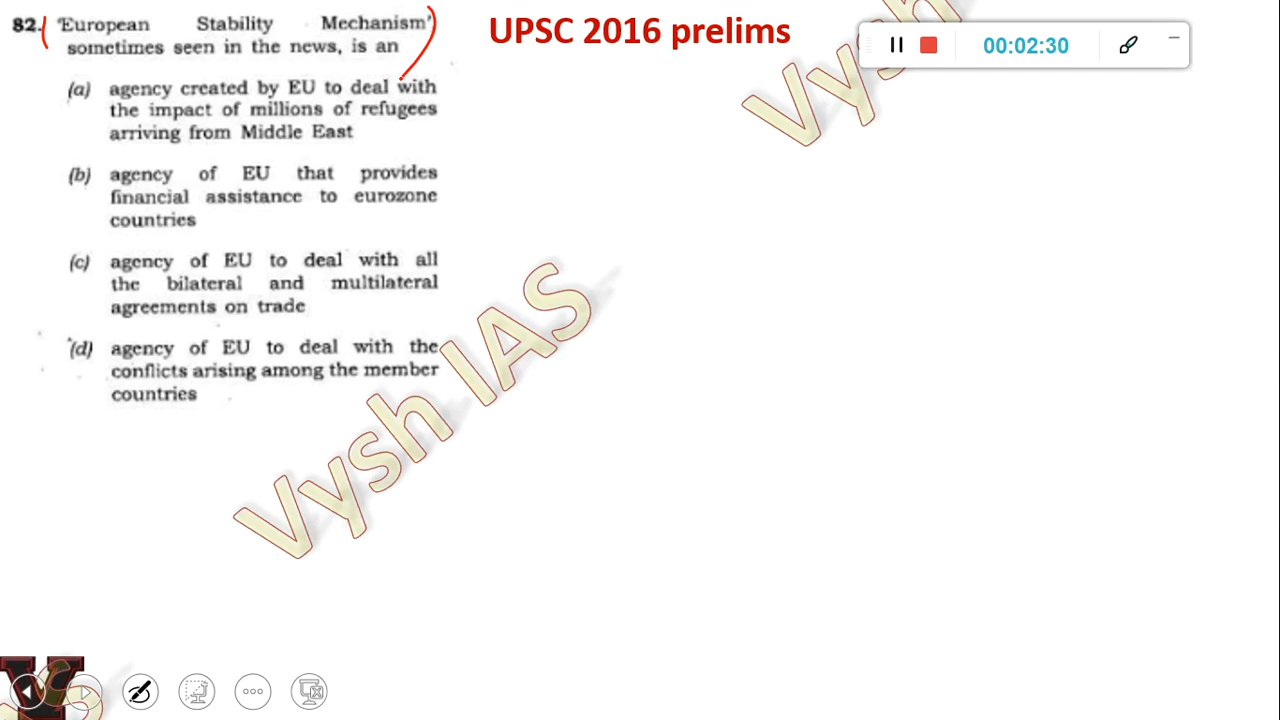 82. 'European Stability Mechanism'
sometimes seen in the news, is an
(a) agency created by EU to deal with
the impact of millions of refugees
arriving from Middle East
(b) agency of EU that provides
financial assistance to eurozone
countries
(c) agency of EU to deal with all
the bilateral and multilateral
agreements on trade
(d) agency of EU to deal with the
conflicts arising among the member
countries
UPSC 2016 prelims
00:02:30
Vysh
Vysh IAS